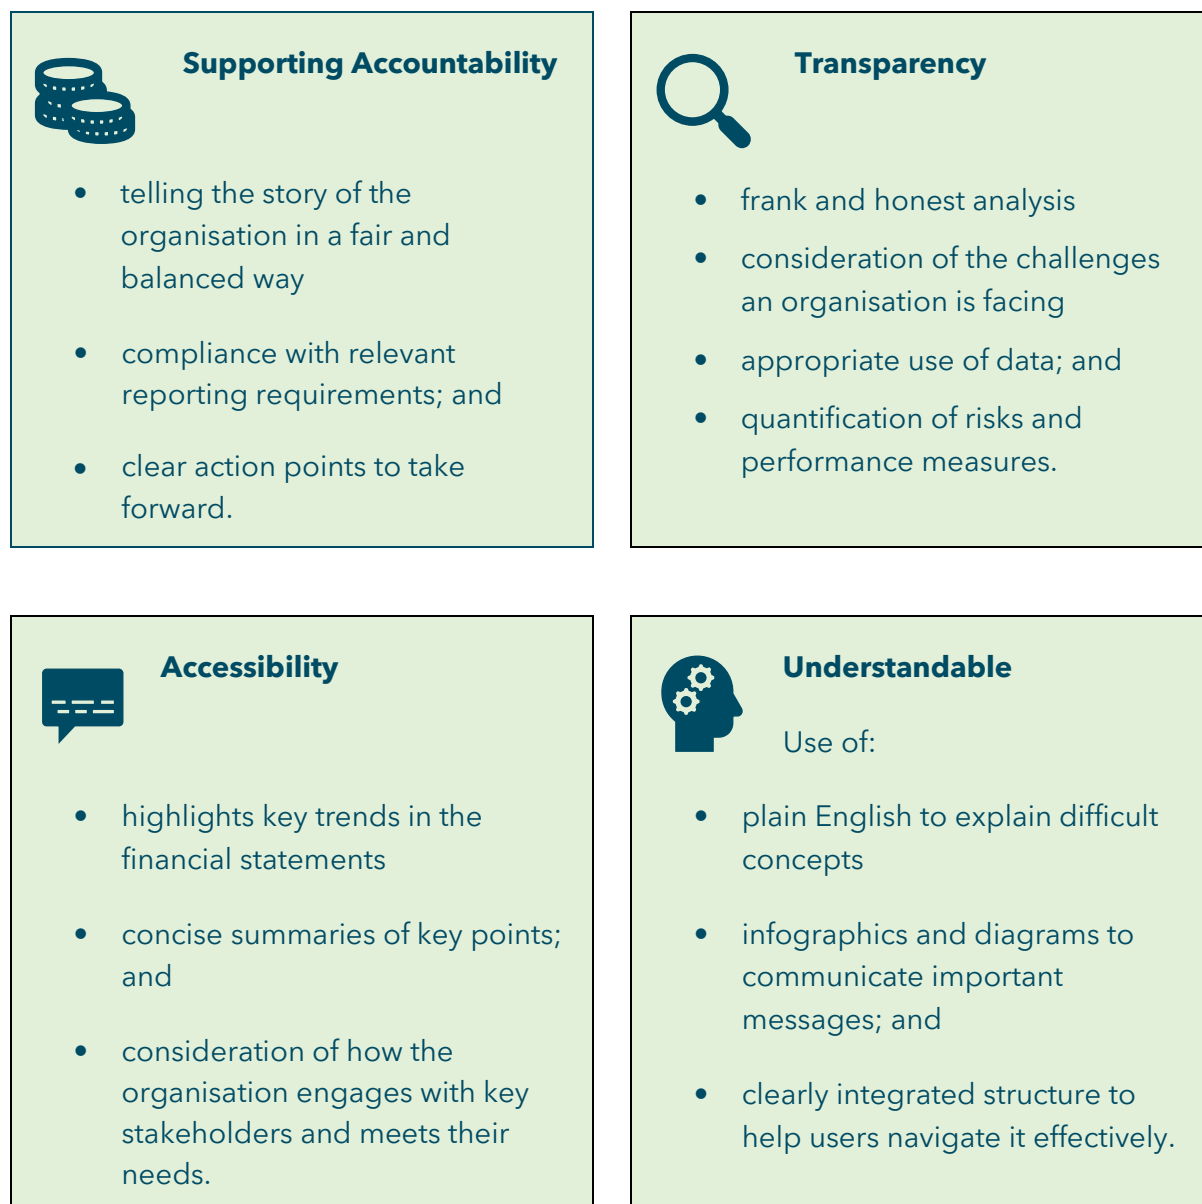 Supporting Accountability
• telling the story of the
organisation in a fair and
balanced way
• compliance with relevant
reporting requirements; and
• clear action points to take
forward.
Transparency
• frank and honest analysis
• consideration of the challenges
an organisation is facing
• appropriate use of data; and
• quantification of risks and
performance measures.
Accessibility
• highlights key trends in the
financial statements
• concise summaries of key points;
and
• consideration of how the
organisation engages with key
stakeholders and meets their
needs.
Understandable
Use of:
• plain English to explain difficult
concepts
• infographics and diagrams to
communicate important
messages; and
• clearly integrated structure to
help users navigate it effectively.